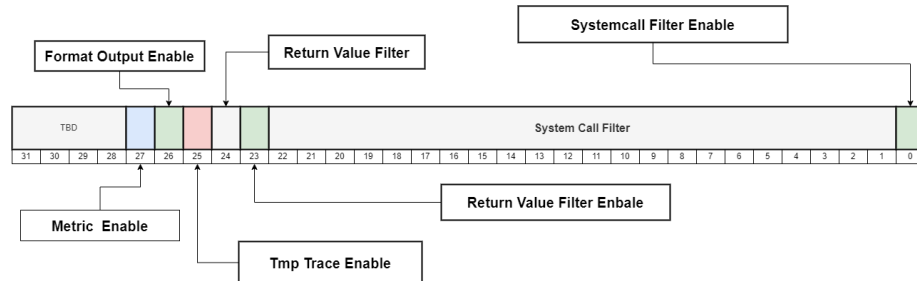 Systemcall Filter Enable
Format Output Enable
Return Value Filter
TBD
System Call Filter
31 30 29 28 27 26 25 24 23 22 21 20 19 18 17 16 15 14 13 12 11 10 9 8 7 6 5 4 3 2 1 0
Return Value Filter Enbale
Metric Enable
Tmp Trace Enable